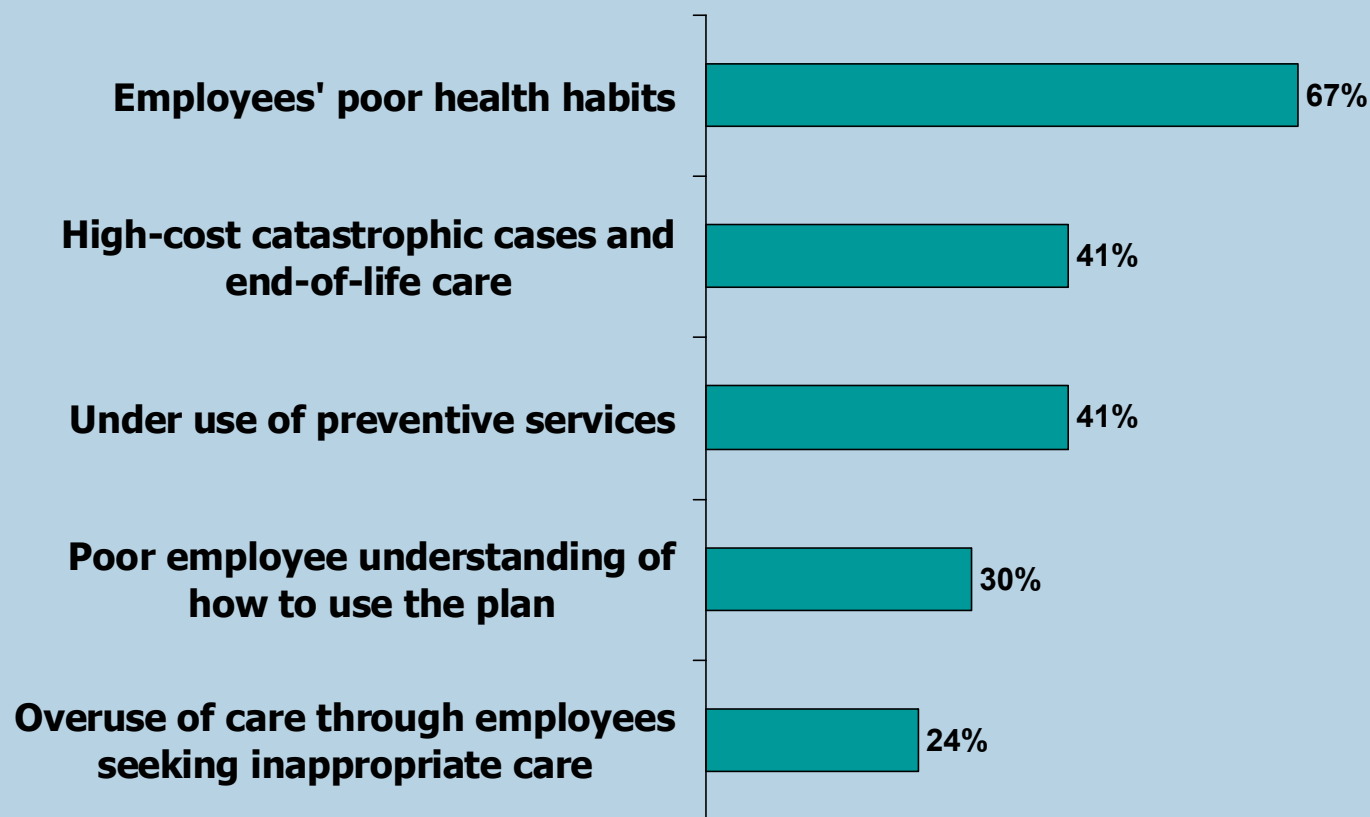 Employees' poor health habits
67%
High-cost catastrophic cases and
end-of-life care
41%
Under use of preventive services
41%
Poor employee understanding of
how to use the plan
30%
Overuse of care through employees
seeking inappropriate care
24%